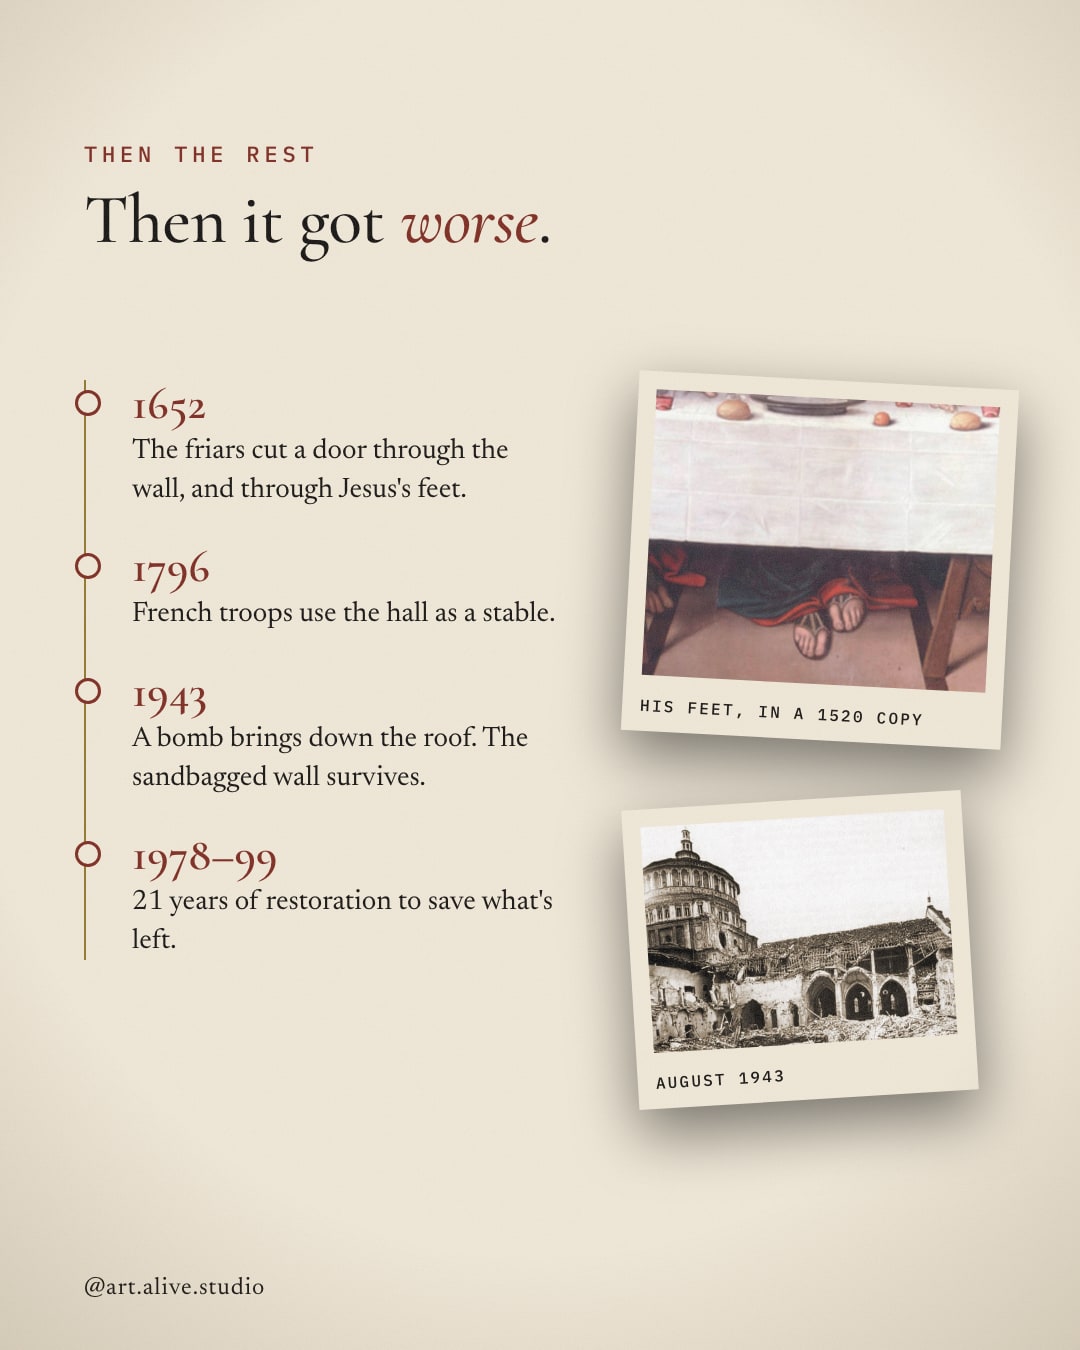 THEN THE REST
Then it got worse.
1652
The friars cut a door through the
wall, and through Jesus's feet.
1796
French troops use the hall as a stable.
1943
A bomb brings down the roof. The
sandbagged wall survives.
1978–99
21 years of restoration to save what's
left.
HIS FEET, IN A 1520 COPY
AUGUST 1943
@art.alive.studio